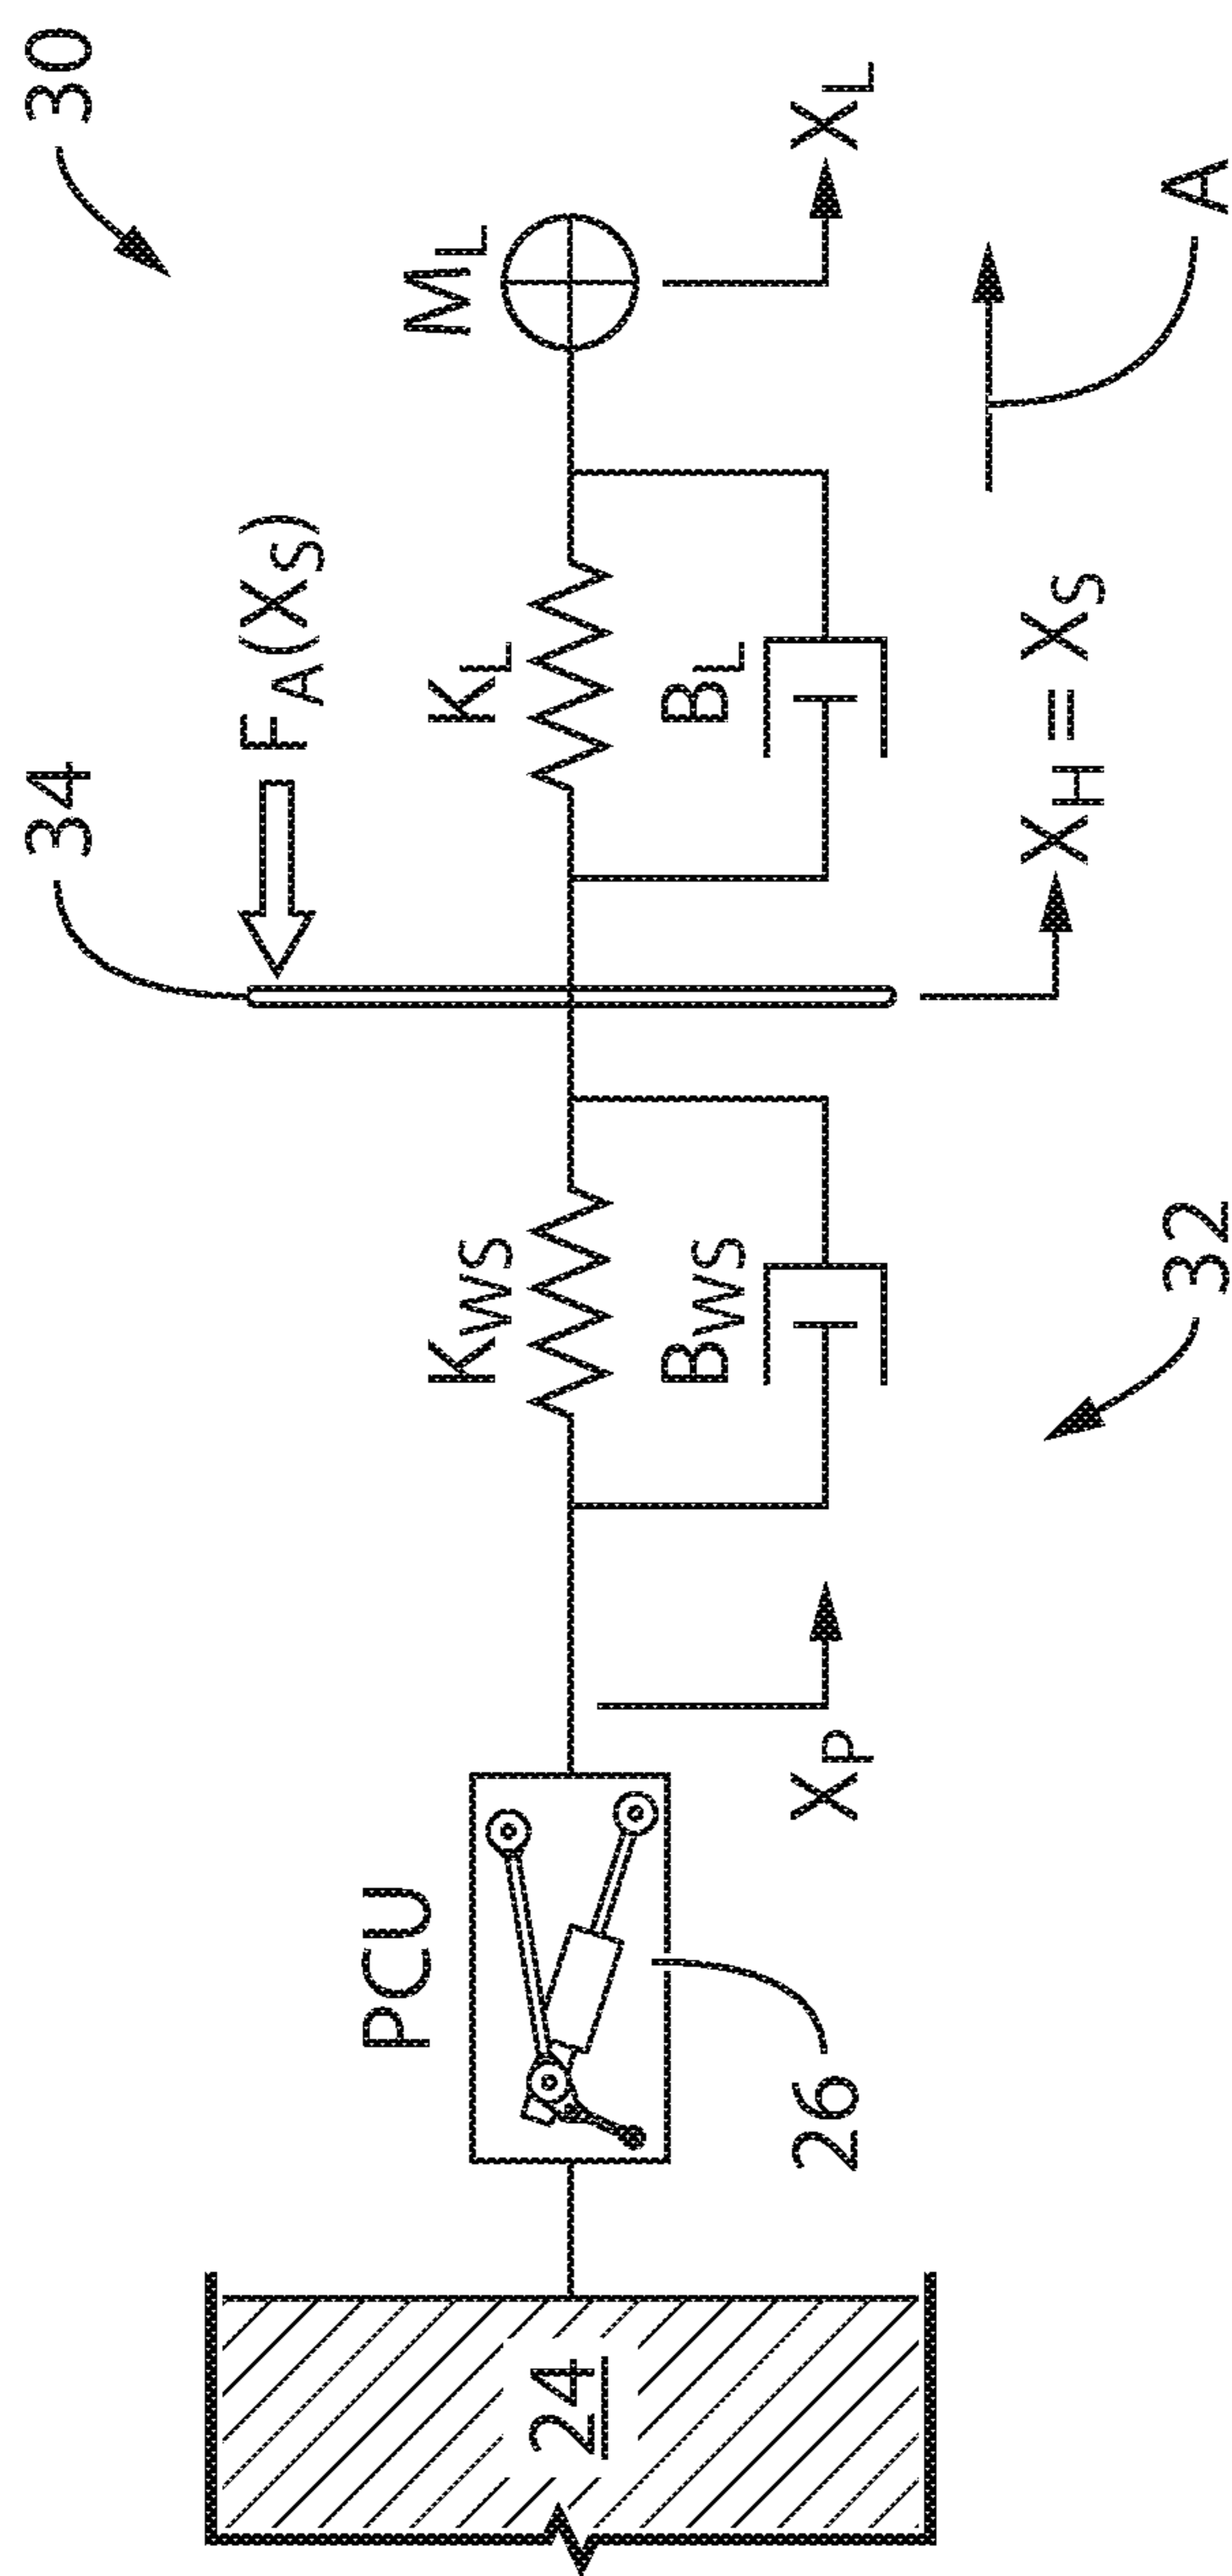 30
34
F_A(X_S)
M_L
PCU
K_WS
K_L
B_WS
B_L
24
26
X_P
X_L
X_H = X_S
32
A